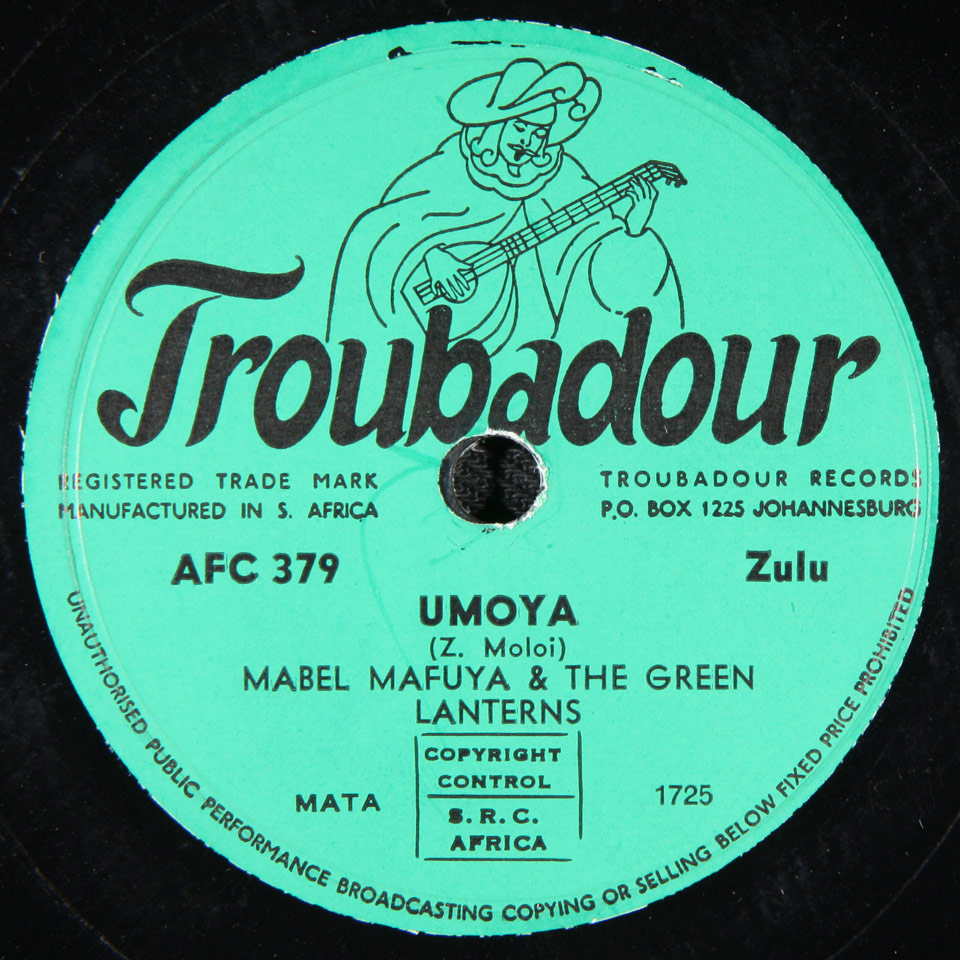 Troubadour
REGISTERED TRADE MARK
MANUFACTURED IN S. AFRICA
TROUBADOUR RECORDS
P.O. BOX 1225 JOHANNESBURG
AFC 379
Zulu
UMOYA
(Z. Moloi)
MABEL MAFUYA & THE GREEN
LANTERNS
COPYRIGHT
CONTROL
S.R.C.
AFRICA
MATA
1725
UNAUTHORISED PUBLIC PERFORMANCE BROADCASTING COPYING OR SELLING BELOW FIXED PRICE PROHIBITED